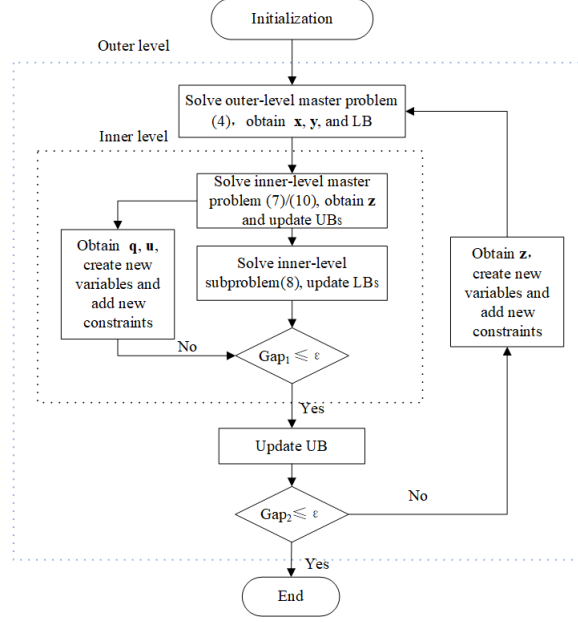 Initialization
Outer level
Solve outer-level master problem
(4)， obtain x, y, and LB
Inner level
Solve inner-level master
problem (7)/(10), obtain z
and update UBs
Obtain q, u,
create new
variables and
add new
constraints
Solve inner-level
subproblem(8), update LBs
Obtain z，
create new
variables and
add new
constraints
No
Gap₁ ≤ ε
Yes
Update UB
No
Gap₂ ≤ ε
Yes
End